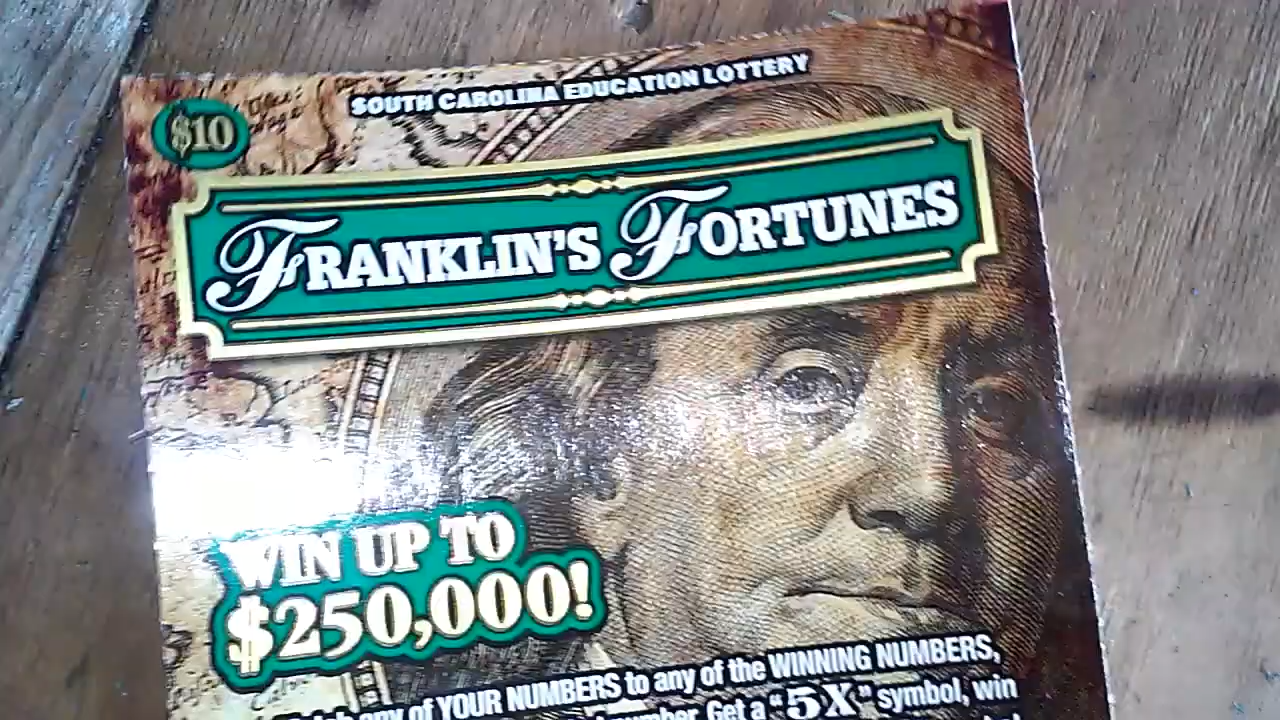 SOUTH CAROLINA EDUCATION LOTTERY
$10
FRANKLIN'S FORTUNES
WIN UP TO
$250,000!
any of YOUR NUMBERS to any of the WINNING NUMBERS,
number. Get a "5X" symbol, win